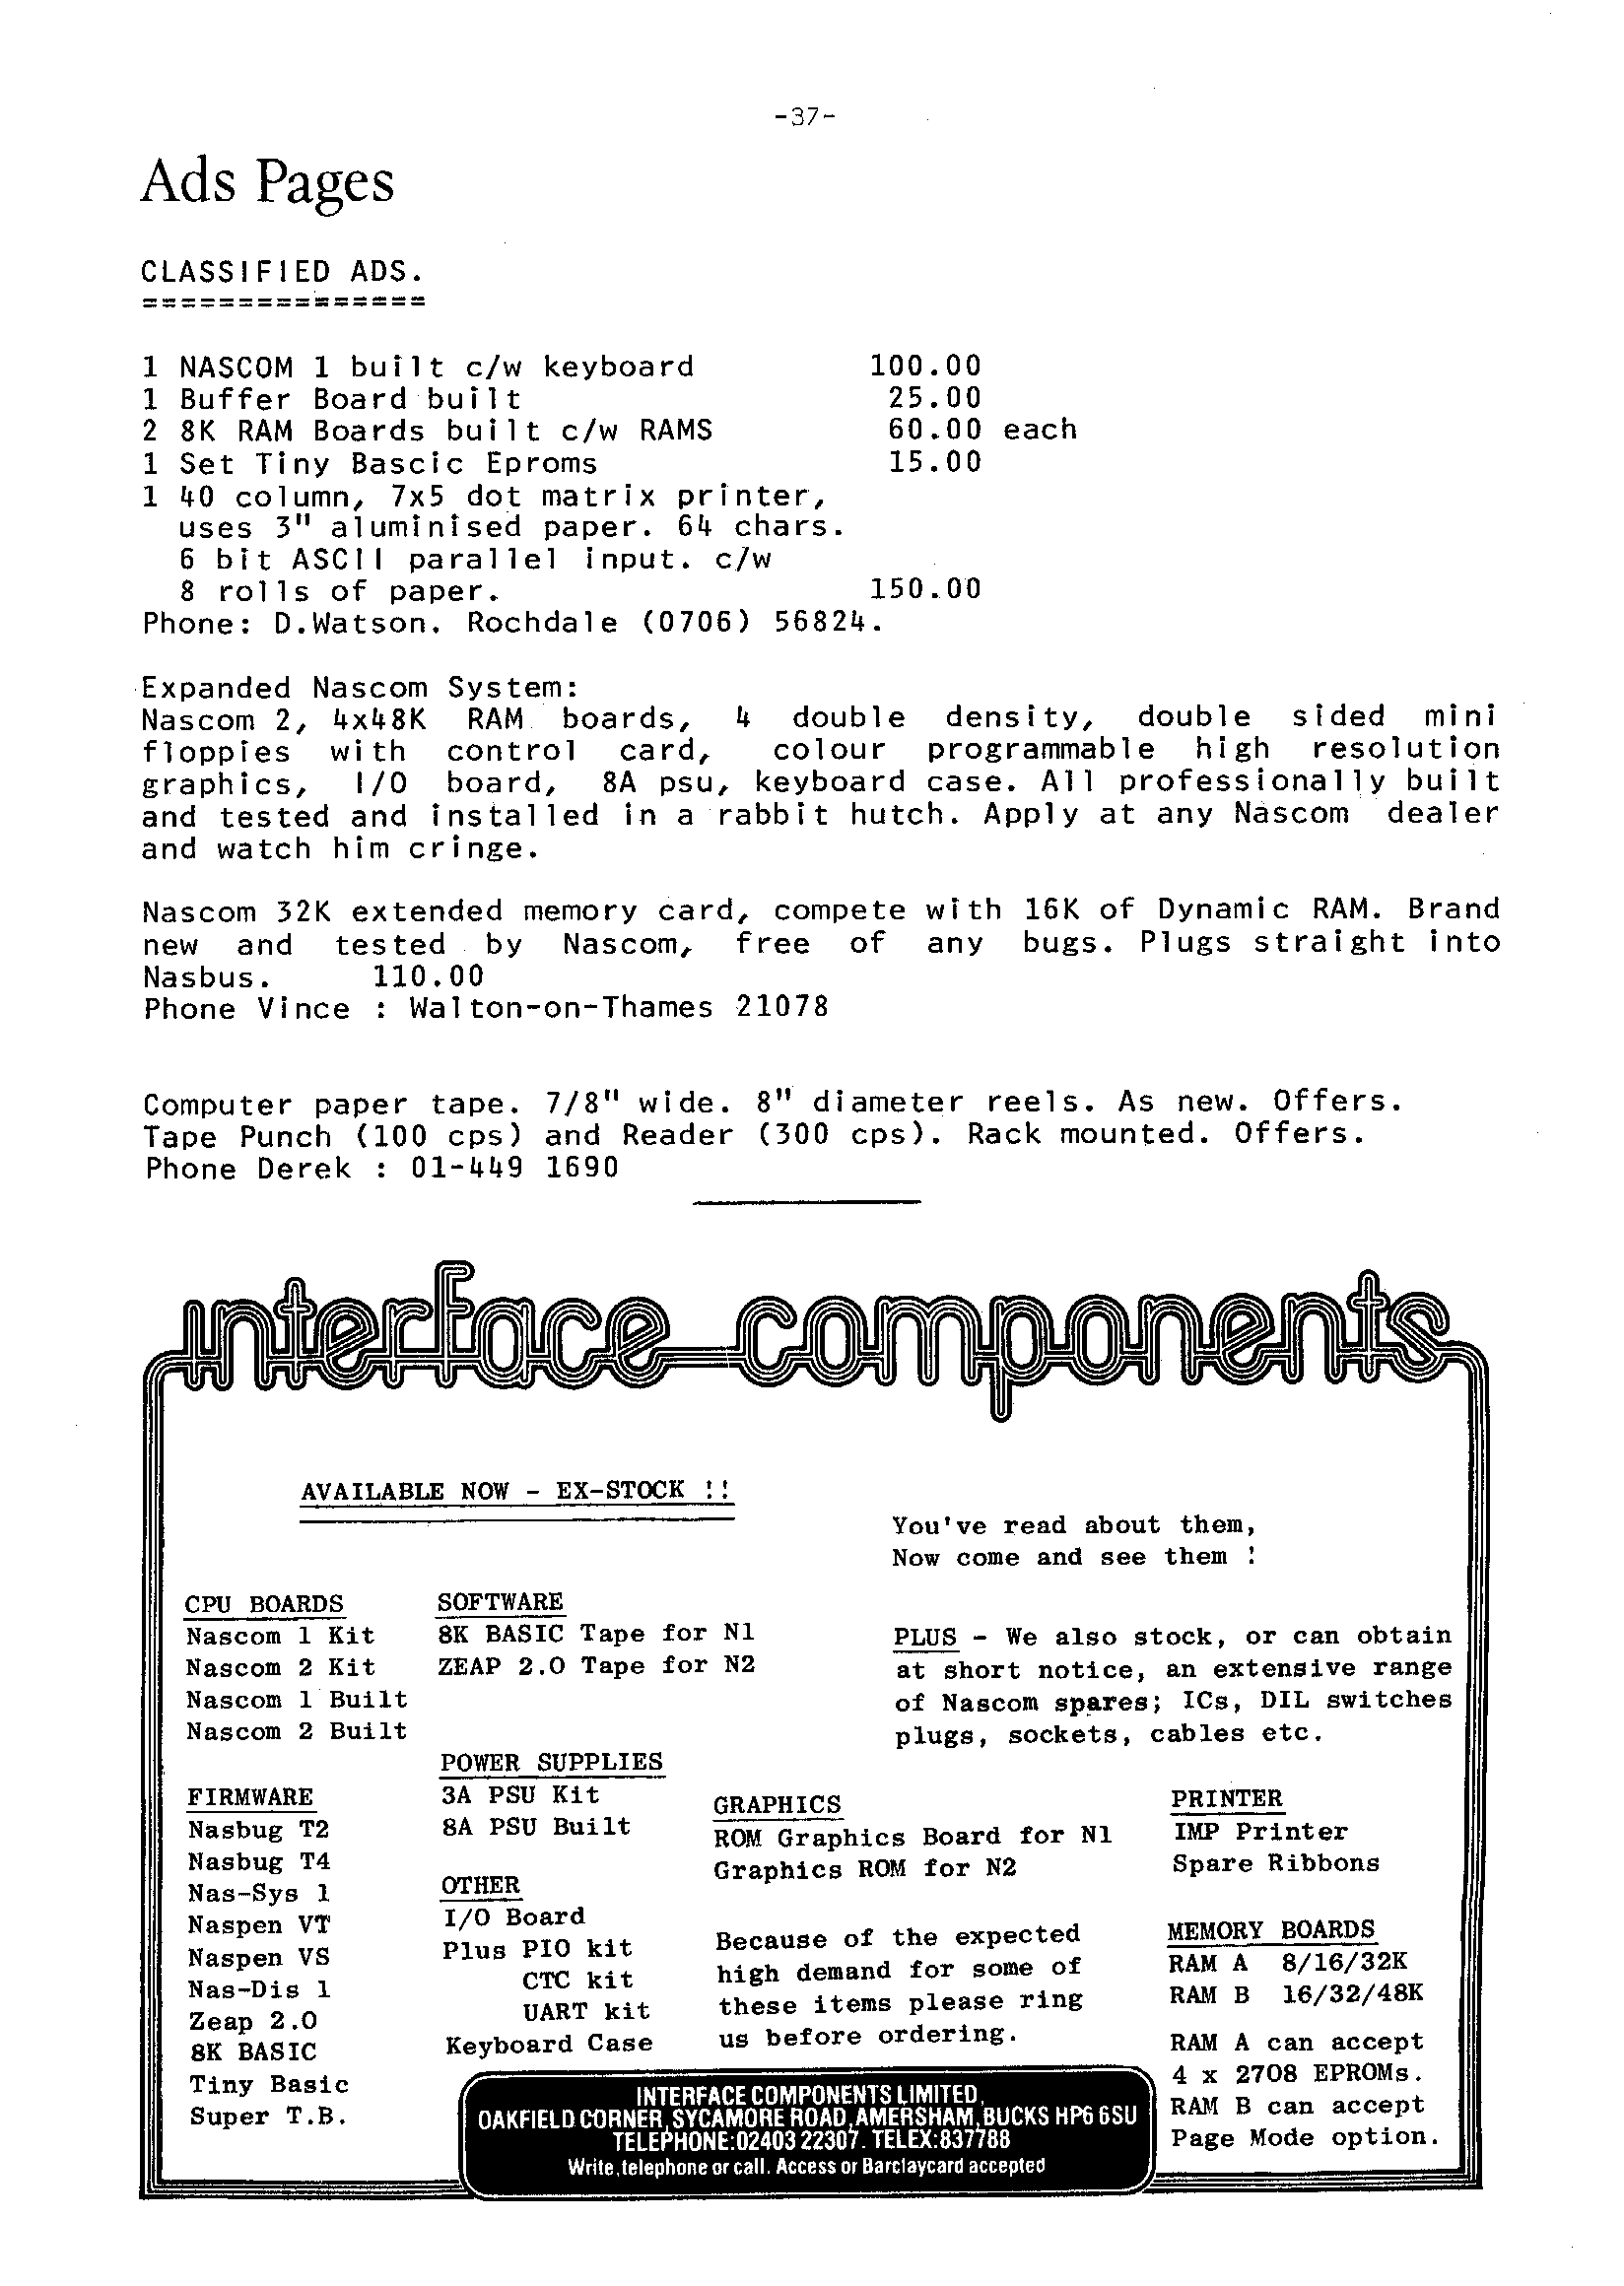 -37-
Ads Pages
CLASSIFIED ADS.
===============
1 NASCOM 1 built c/w keyboard 100.00
1 Buffer Board built 25.00
2 8K RAM Boards built c/w RAMS 60.00 each
1 Set Tiny Bascic Eproms 15.00
1 40 column, 7x5 dot matrix printer,
uses 3" aluminised paper. 64 chars.
6 bit ASCII parallel input. c/w
8 rolls of paper. 150.00
Phone: D.Watson. Rochdale (0706) 56824.
Expanded Nascom System:
Nascom 2, 4x48K RAM boards, 4 double density, double sided mini
floppies with control card, colour programmable high resolution
graphics, I/O board, 8A psu, keyboard case. All professionally built
and tested and installed in a rabbit hutch. Apply at any Nascom dealer
and watch him cringe.
Nascom 32K extended memory card, compete with 16K of Dynamic RAM. Brand
new and tested by Nascom, free of any bugs. Plugs straight into
Nasbus. 110.00
Phone Vince : Walton-on-Thames 21078
Computer paper tape. 7/8" wide. 8" diameter reels. As new. Offers.
Tape Punch (100 cps) and Reader (300 cps). Rack mounted. Offers.
Phone Derek : 01-449 1690
interface components
AVAILABLE NOW - EX-STOCK !!
You've read about them,
Now come and see them !
CPU BOARDS
Nascom 1 Kit
Nascom 2 Kit
Nascom 1 Built
Nascom 2 Built
SOFTWARE
8K BASIC Tape for N1
ZEAP 2.0 Tape for N2
PLUS - We also stock, or can obtain
at short notice, an extensive range
of Nascom spares; ICs, DIL switches
plugs, sockets, cables etc.
FIRMWARE
Nasbug T2
Nasbug T4
Nas-Sys 1
Naspen VT
Naspen VS
Nas-Dis 1
Zeap 2.0
8K BASIC
Tiny Basic
Super T.B.
POWER SUPPLIES
3A PSU Kit
8A PSU Built
OTHER
I/O Board
Plus PIO kit
CTC kit
UART kit
Keyboard Case
GRAPHICS
ROM Graphics Board for N1
Graphics ROM for N2
Because of the expected
high demand for some of
these items please ring
us before ordering.
PRINTER
IMP Printer
Spare Ribbons
MEMORY BOARDS
RAM A 8/16/32K
RAM B 16/32/48K
RAM A can accept
4 x 2708 EPROMs.
RAM B can accept
Page Mode option.
INTERFACE COMPONENTS LIMITED,
OAKFIELD CORNER, SYCAMORE ROAD, AMERSHAM, BUCKS HP6 6SU
TELEPHONE:02403 22307. TELEX:837788
Write, telephone or call. Access or Barclaycard accepted